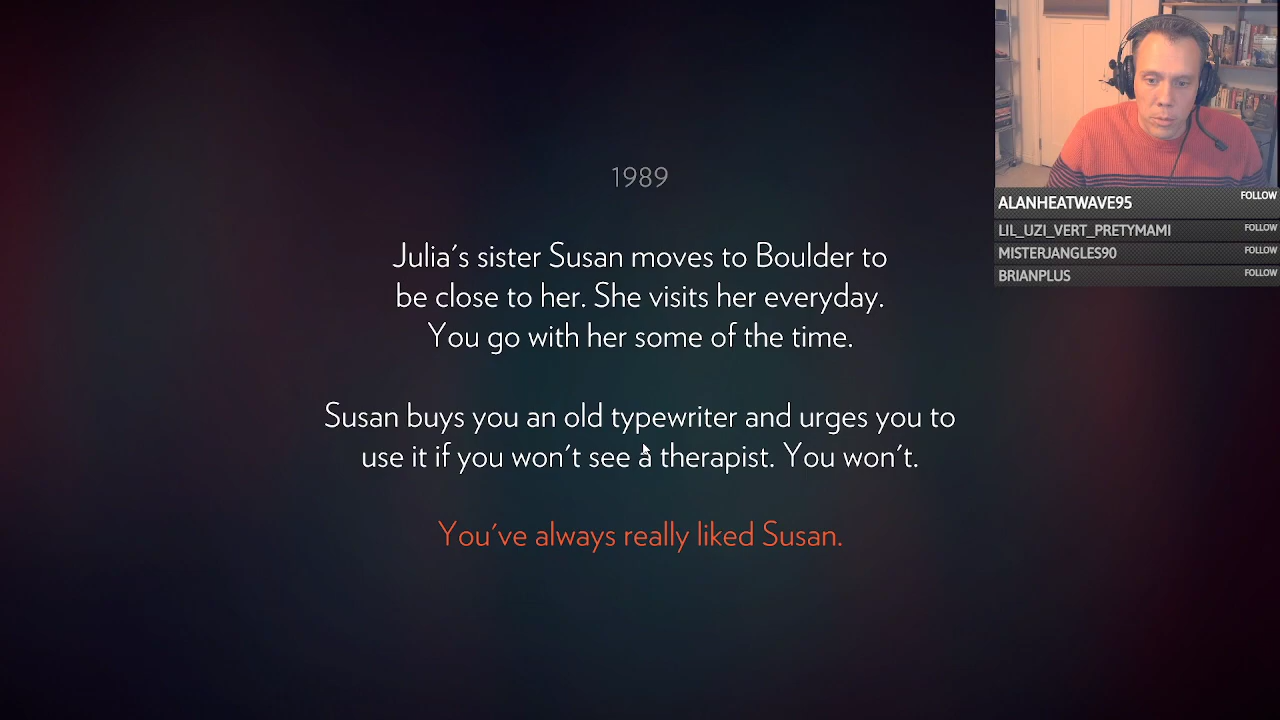 1989
Julia's sister Susan moves to Boulder to
be close to her. She visits her everyday.
You go with her some of the time.
Susan buys you an old typewriter and urges you to
use it if you won't see a therapist. You won't.
You've always really liked Susan.
ALANHEATWAVE95 FOLLOW
LIL_UZI_VERT_PRETYMAMI FOLLOW
MISTERJANGLES90 FOLLOW
BRIANPLUS FOLLOW